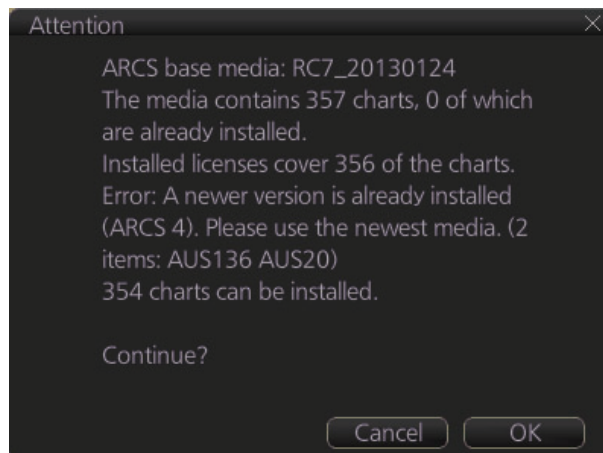 Attention
ARCS base media: RC7_20130124
The media contains 357 charts, 0 of which
are already installed.
Installed licenses cover 356 of the charts.
Error: A newer version is already installed
(ARCS 4). Please use the newest media. (2
items: AUS136 AUS20)
354 charts can be installed.
Continue?
Cancel OK